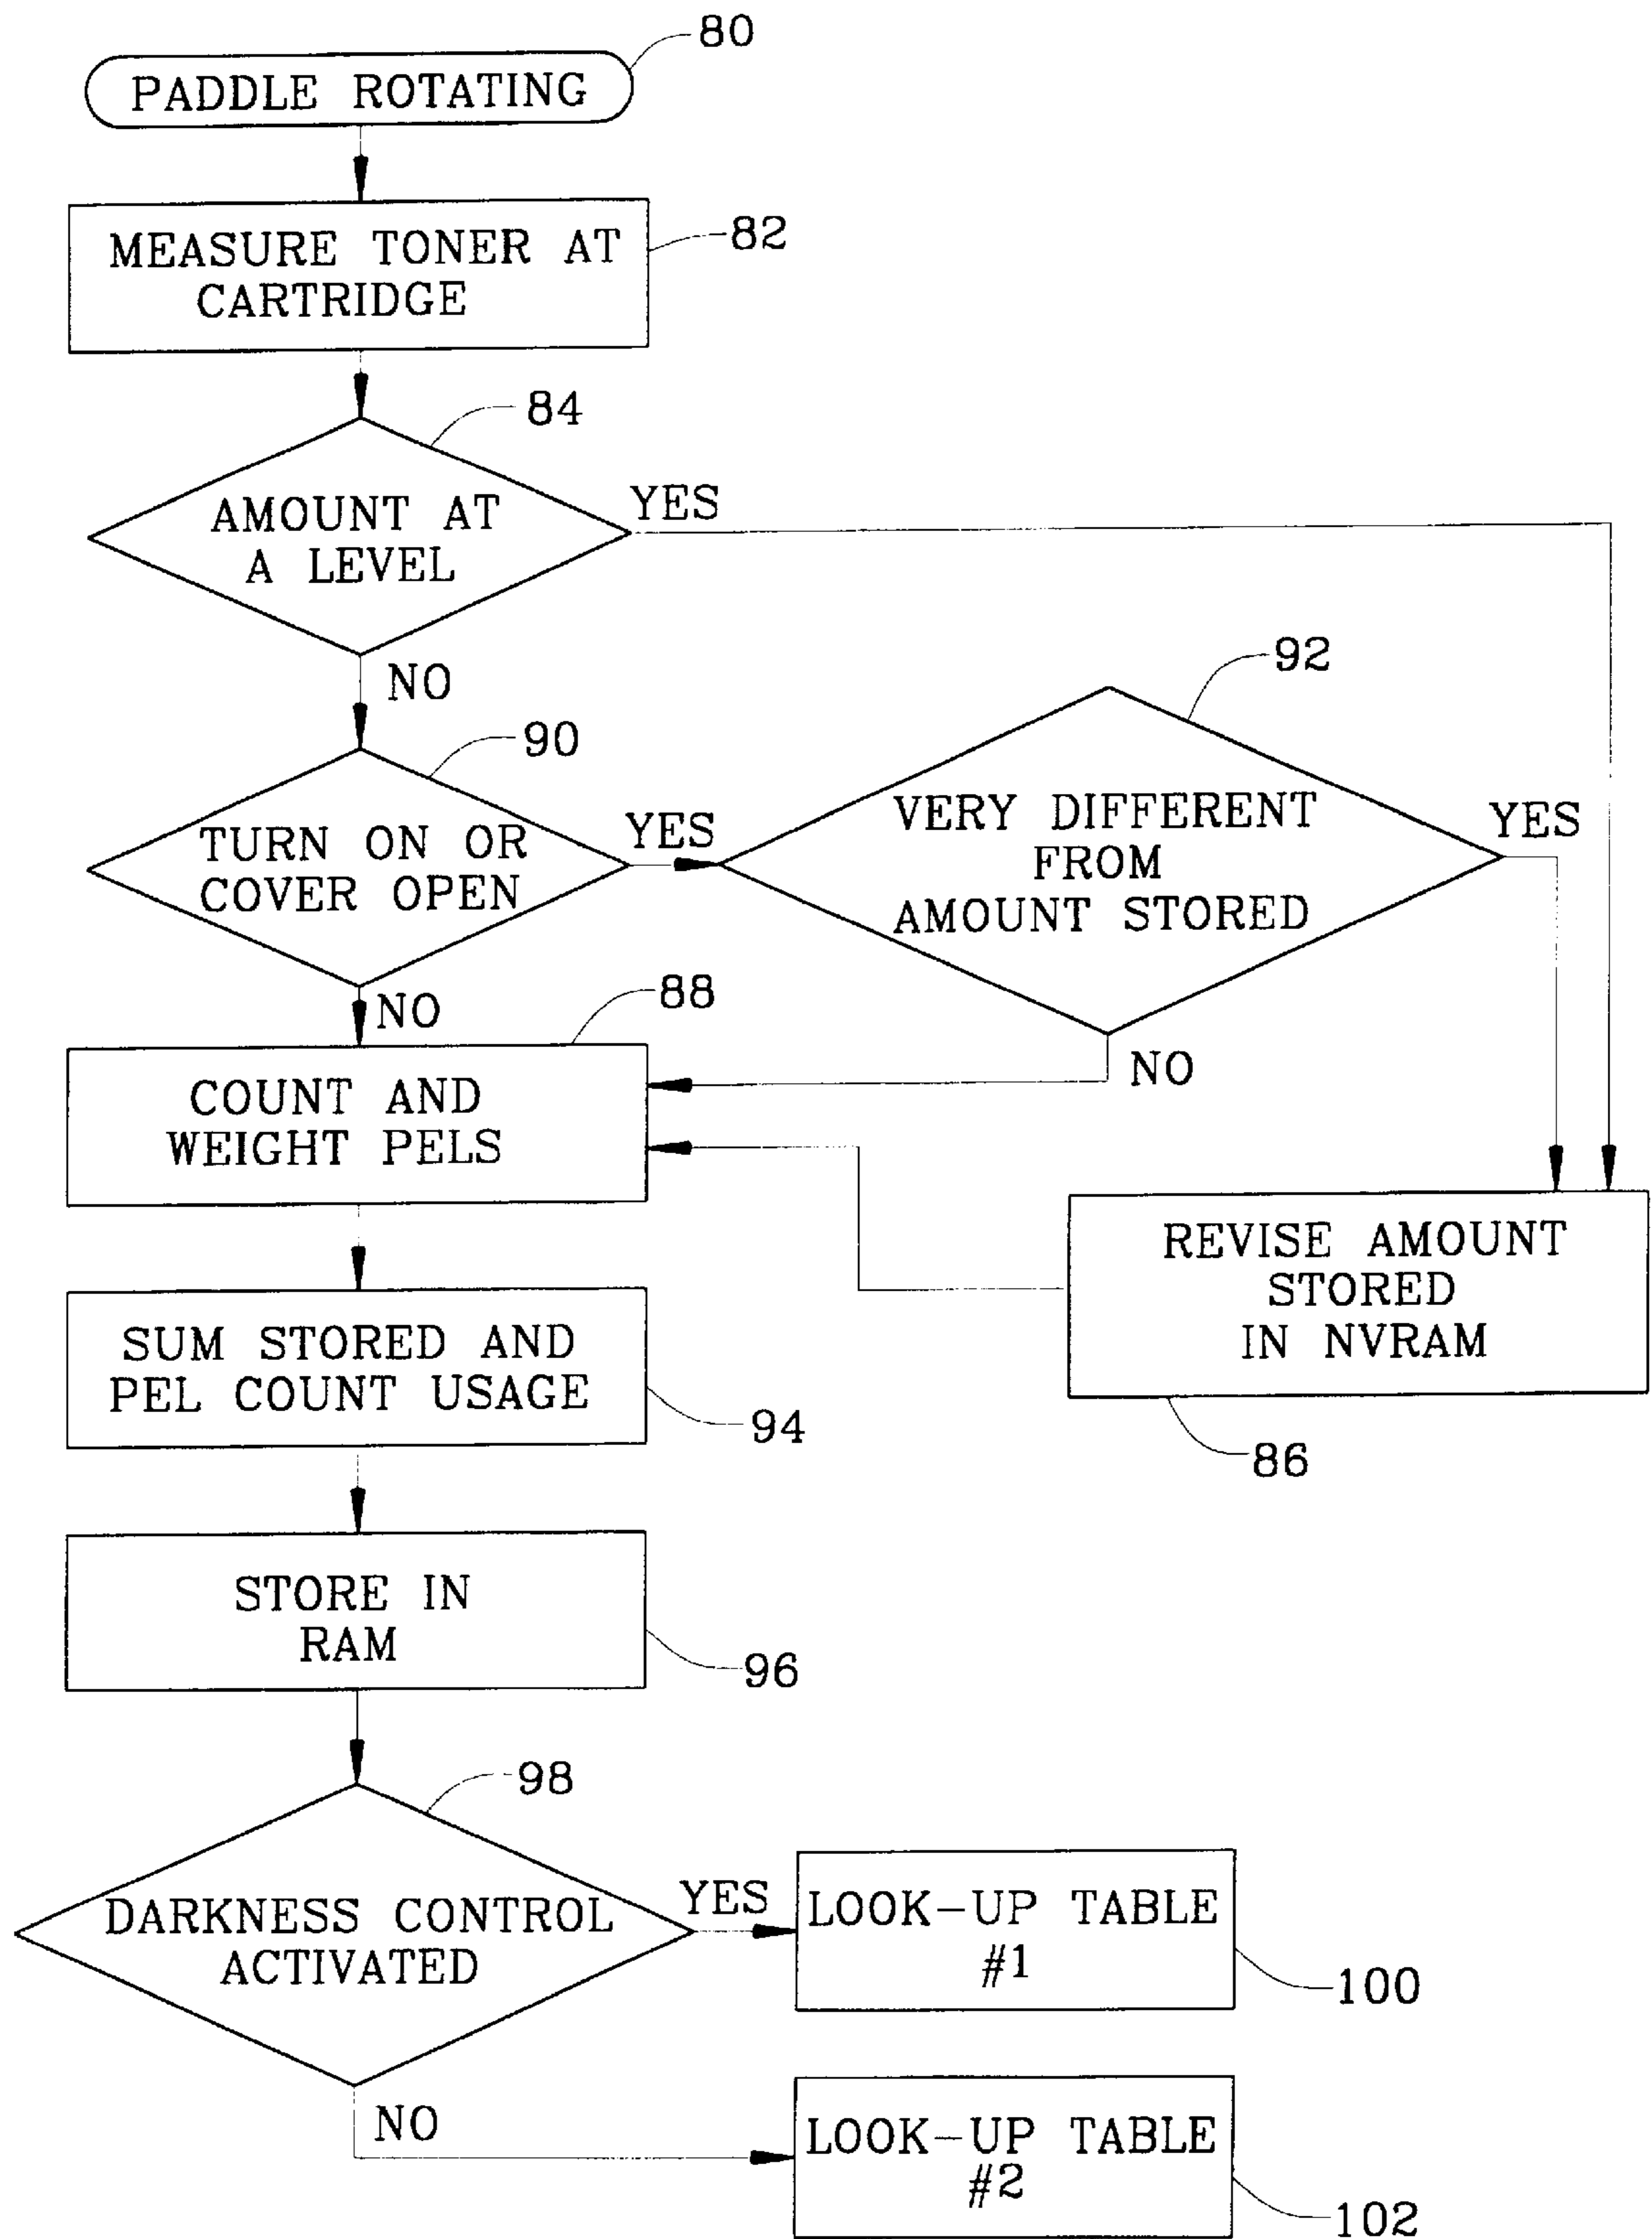 80
PADDLE ROTATING
82
MEASURE TONER AT
CARTRIDGE
84
AMOUNT AT
A LEVEL
YES
NO
92
90
TURN ON OR
COVER OPEN
YES
VERY DIFFERENT
FROM
AMOUNT STORED
YES
NO
88
NO
COUNT AND
WEIGHT PELS
REVISE AMOUNT
STORED
IN NVRAM
86
SUM STORED AND
PEL COUNT USAGE
94
STORE IN
RAM
96
98
DARKNESS CONTROL
ACTIVATED
YES
LOOK-UP TABLE
#1
100
NO
LOOK-UP TABLE
#2
102